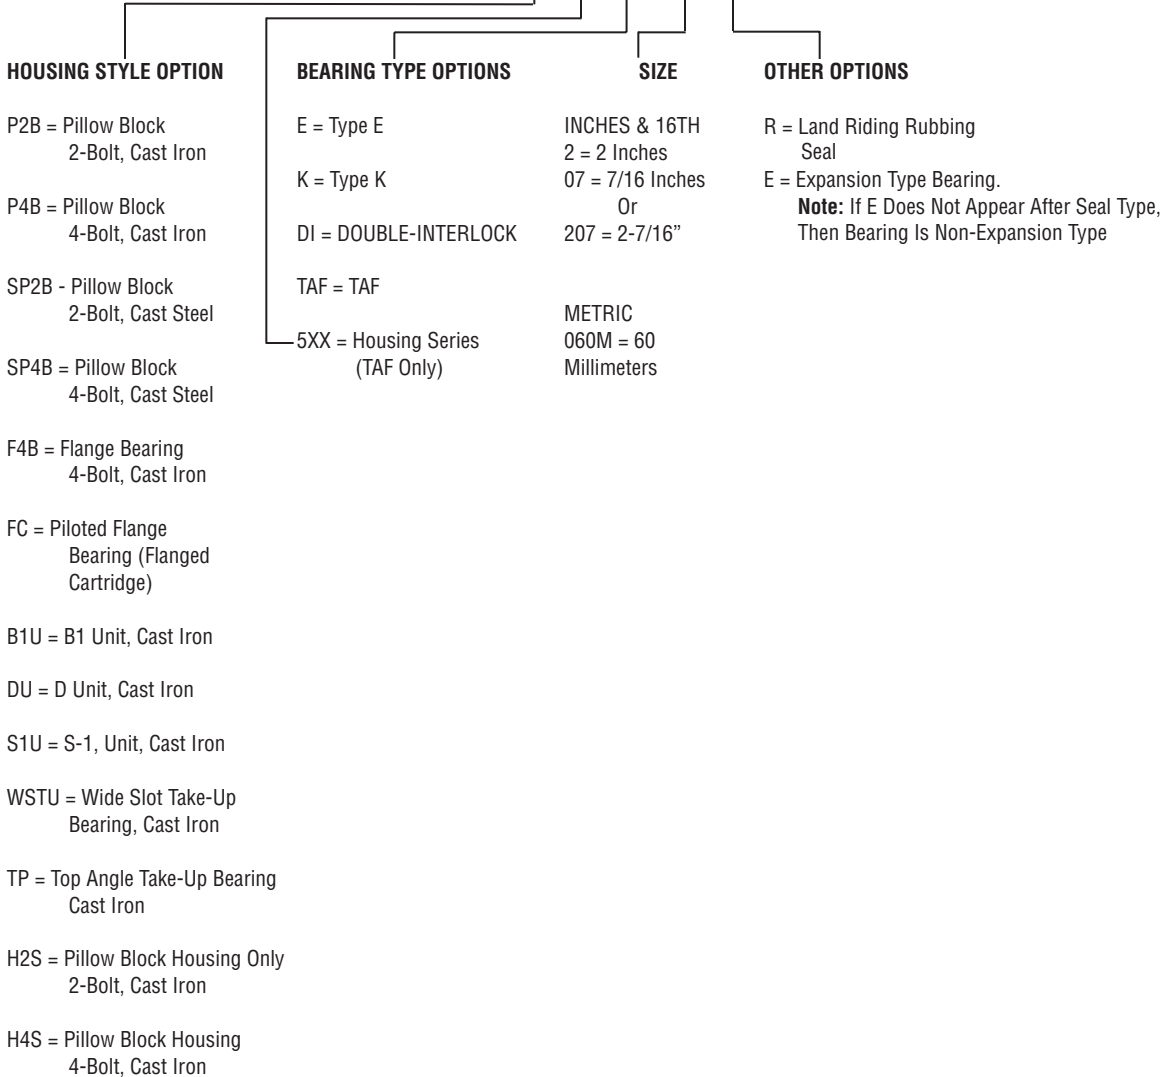 HOUSING STYLE OPTION
P2B = Pillow Block
2-Bolt, Cast Iron
P4B = Pillow Block
4-Bolt, Cast Iron
SP2B - Pillow Block
2-Bolt, Cast Steel
SP4B = Pillow Block
4-Bolt, Cast Steel
F4B = Flange Bearing
4-Bolt, Cast Iron
FC = Piloted Flange
Bearing (Flanged
Cartridge)
B1U = B1 Unit, Cast Iron
DU = D Unit, Cast Iron
S1U = S-1, Unit, Cast Iron
WSTU = Wide Slot Take-Up
Bearing, Cast Iron
TP = Top Angle Take-Up Bearing
Cast Iron
H2S = Pillow Block Housing Only
2-Bolt, Cast Iron
H4S = Pillow Block Housing
4-Bolt, Cast Iron
BEARING TYPE OPTIONS
E = Type E
K = Type K
DI = DOUBLE-INTERLOCK
TAF = TAF
5XX = Housing Series
(TAF Only)
SIZE
INCHES & 16TH
2 = 2 Inches
07 = 7/16 Inches
Or
207 = 2-7/16”
METRIC
060M = 60
Millimeters
OTHER OPTIONS
R = Land Riding Rubbing
Seal
E = Expansion Type Bearing.
Note: If E Does Not Appear After Seal Type,
Then Bearing Is Non-Expansion Type